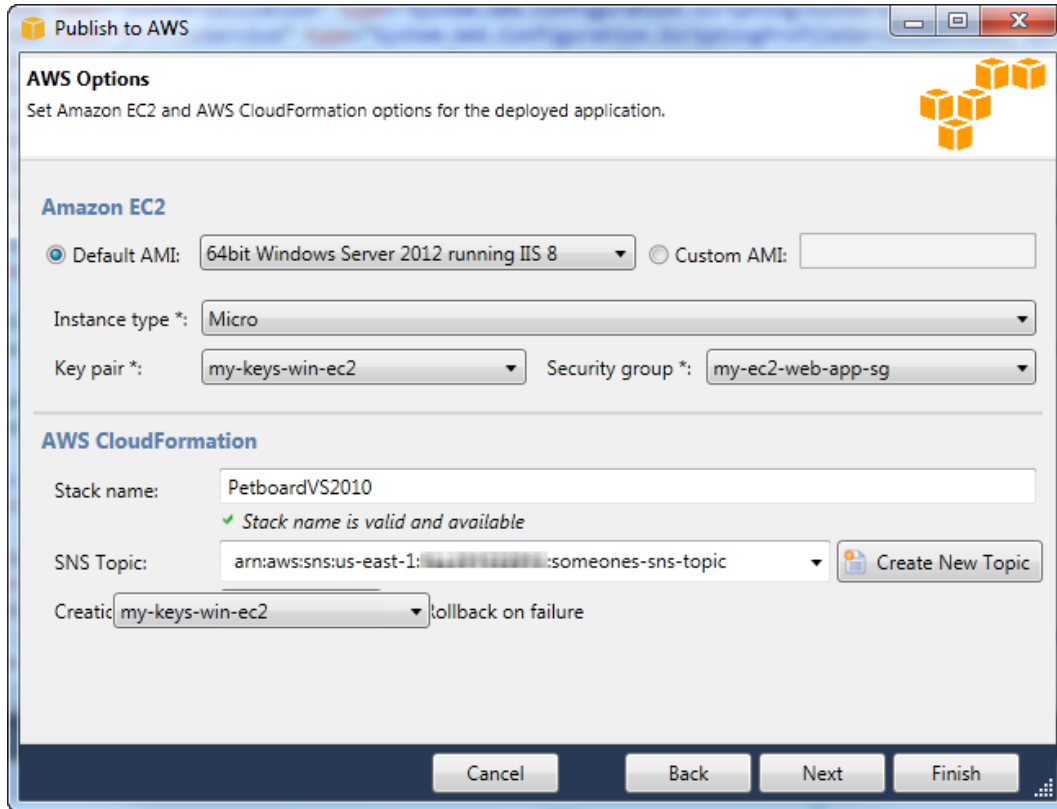 Publish to AWS
AWS Options
Set Amazon EC2 and AWS CloudFormation options for the deployed application.
Amazon EC2
Default AMI: 64bit Windows Server 2012 running IIS 8 Custom AMI:
Instance type *: Micro
Key pair *: my-keys-win-ec2 Security group *: my-ec2-web-app-sg
AWS CloudFormation
Stack name: PetboardVS2010
Stack name is valid and available
SNS Topic: arn:aws:sns:us-east-1: :someones-sns-topic Create New Topic
Creatic my-keys-win-ec2 ollback on failure
Cancel Back Next Finish